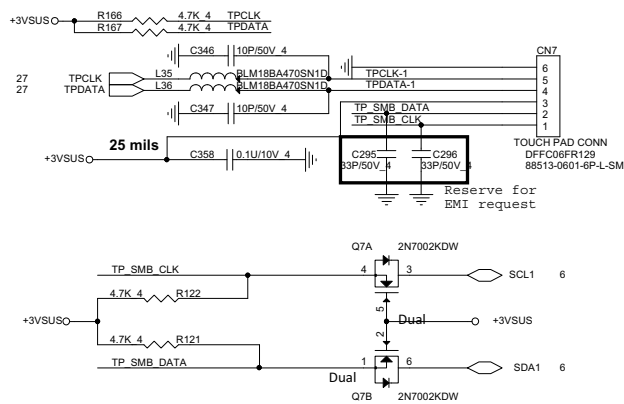 +3VSUS R166 4.7K_4 TPCLK
R167 4.7K_4 TPDATA
C346 10P/50V_4
CN7
27 TPCLK L35 BLM18BA470SN1D TPCLK-1
27 TPDATA L36 BLM18BA470SN1D TPDATA-1
6
5
4
3
2
1
C347 10P/50V_4
TP_SMB_DATA
TP_SMB_CLK
25 mils
TOUCH PAD CONN
DFFC06FR129
88513-0601-6P-L-SM
+3VSUS C358 0.1U/10V_4
C295 C296
33P/50V_4 33P/50V_4
Reserve for
EMI request
Q7A 2N7002KDW
TP_SMB_CLK 4 3 SCL1 6
4.7K_4 R122
5 Dual
+3VSUS +3VSUS
4.7K_4 R121
2
TP_SMB_DATA 1 6 SDA1 6
Dual
Q7B 2N7002KDW